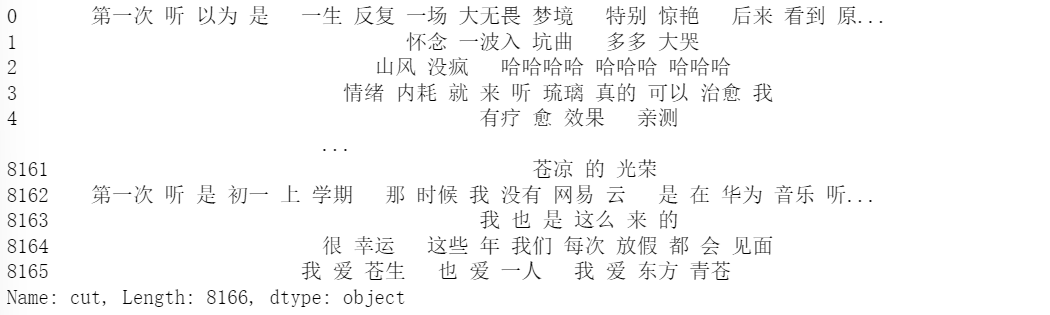 0 第一次 听 以为 是 一生 反复 一场 大无畏 梦境 特别 惊艳 后来 看到 原...
1 怀念 一波入 坑曲 多多 大哭
2 山风 没疯 哈哈哈哈 哈哈哈 哈哈哈
3 情绪 内耗 就 来 听 琉璃 真的 可以 治愈 我
4 有疗 愈 效果 亲测
...
8161 苍凉 的 光荣
8162 第一次 听 是 初一 上 学期 那 时候 我 没有 网易 云 是 在 华为 音乐 听...
8163 我 也 是 这么 来 的
8164 很 幸运 这些 年 我们 每次 放假 都 会 见面
8165 我 爱 苍生 也 爱 一人 我 爱 东方 青苍
Name: cut, Length: 8166, dtype: object